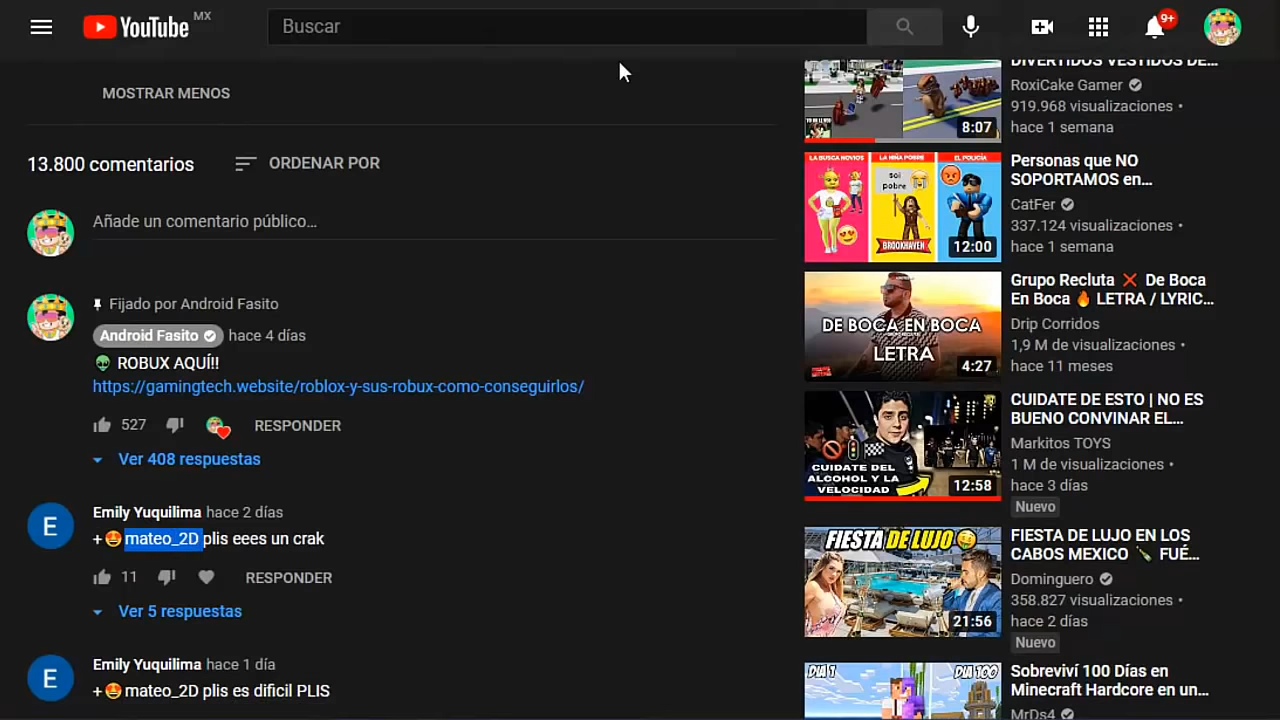 YouTube MX
Buscar
9+
MOSTRAR MENOS
13.800 comentarios
ORDENAR POR
Añade un comentario público...
Fijado por Android Fasito
Android Fasito hace 4 días
👽 ROBUX AQUÍ!!
https://gamingtech.website/roblox-y-sus-robux-como-conseguirlos/
527
RESPONDER
Ver 408 respuestas
E
Emily Yuquilima hace 2 días
+🤩mateo_2D plis eees un crak
11
RESPONDER
Ver 5 respuestas
E
Emily Yuquilima hace 1 día
+🤩mateo_2D plis es dificil PLIS
8:07
DIVERTIDOS VESTIDOS DE...
RoxiCake Gamer
919.968 visualizaciones •
hace 1 semana
LA BUSCA NOVIOS
LA NIÑA POBRE
EL POLICÍA
soi
pobre
BROOKHAVEN
12:00
Personas que NO
SOPORTAMOS en...
CatFer
337.124 visualizaciones •
hace 1 semana
DE BOCA EN BOCA
LETRA
4:27
Grupo Recluta ❌ De Boca
En Boca 🔥 LETRA / LYRIC...
Drip Corridos
1,9 M de visualizaciones •
hace 11 meses
CUIDATE DEL
ALCOHOL Y LA
VELOCIDAD
12:58
CUIDATE DE ESTO | NO ES
BUENO CONVINAR EL...
Markitos TOYS
1 M de visualizaciones •
hace 3 días
Nuevo
FIESTA DE LUJO
21:56
FIESTA DE LUJO EN LOS
CABOS MEXICO 🍾 FUÉ...
Dominguero
358.827 visualizaciones •
hace 2 días
Nuevo
DIA 1
DIA 100
Sobreviví 100 Días en
Minecraft Hardcore en un...
MrDs4